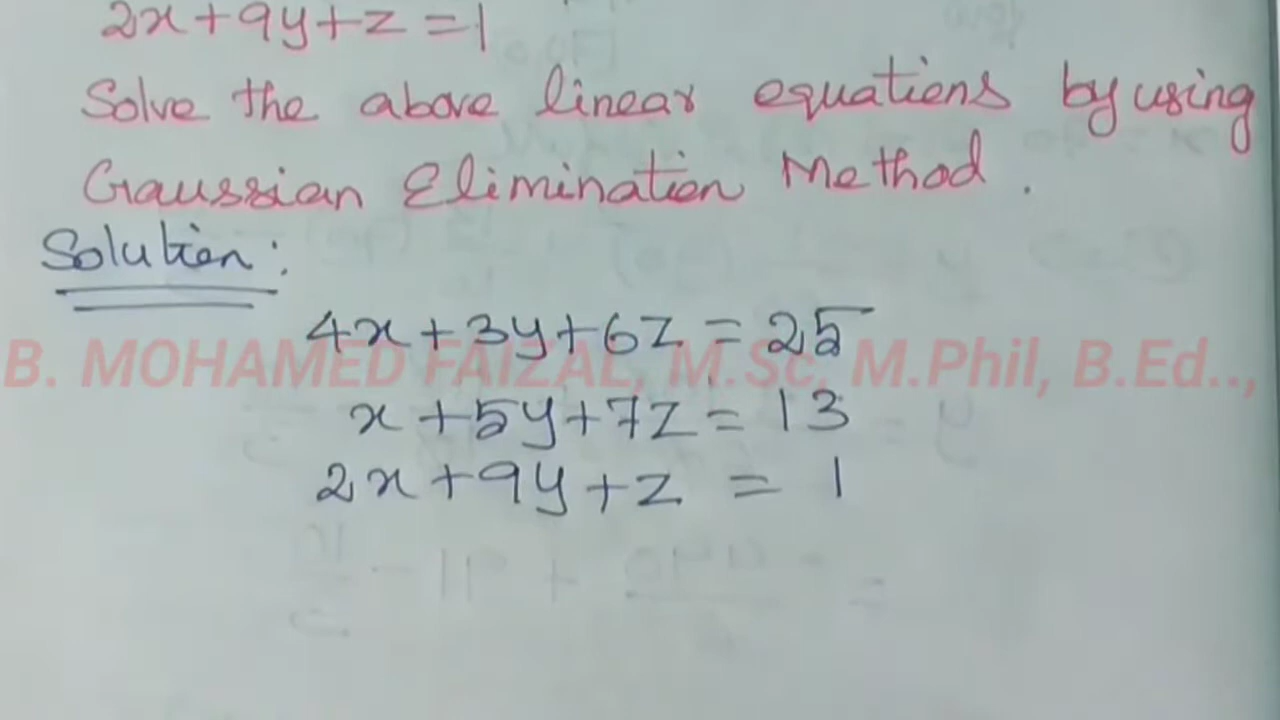 2x+9y+z=1
Solve the above linear equations by using
Gaussian Elimination Method.
Solution:
4x+3y+6z=25
B. MOHAMED FAIZAL, M.Sc, M.Phil, B.Ed..,
x+5y+7z=13
2x+9y+z=1